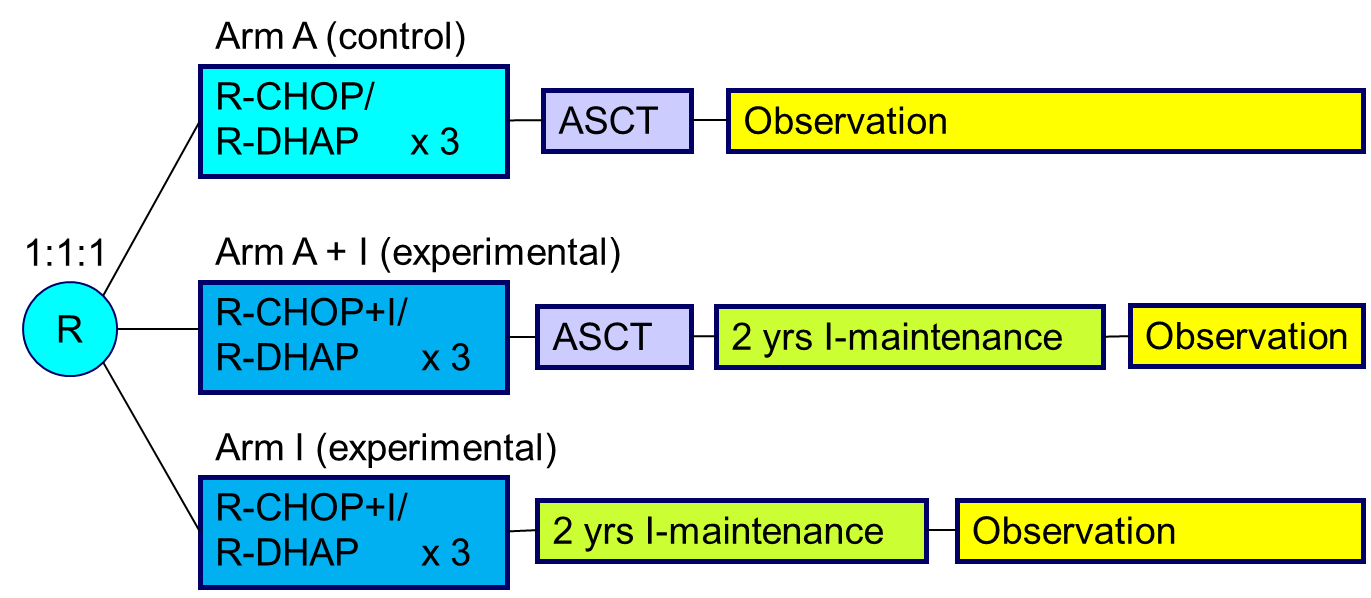 Arm A (control)
R-CHOP/
R-DHAP x 3
ASCT
Observation
1:1:1
R
Arm A + I (experimental)
R-CHOP+I/
R-DHAP x 3
ASCT
2 yrs I-maintenance
Observation
Arm I (experimental)
R-CHOP+I/
R-DHAP x 3
2 yrs I-maintenance
Observation